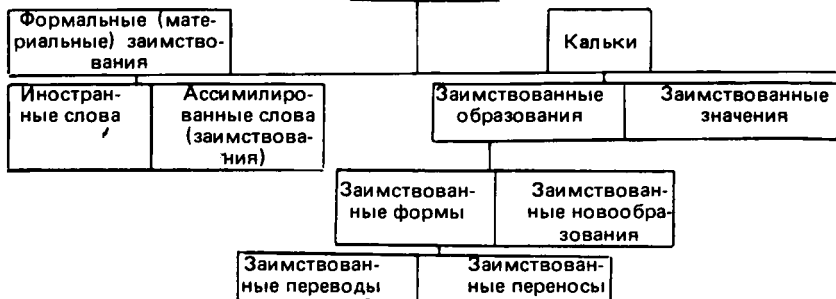 Формальные (мате-
риальные) заимство-
вания
Кальки
Иностран-
ные слова
Ассимилиро-
ванные слова
(заимствова-
ния)
Заимствованные
образования
Заимствованные
значения
Заимствован-
ные формы
Заимствован-
ные новообра-
зования
Заимствован-
ные переводы
Заимствован-
ные переносы